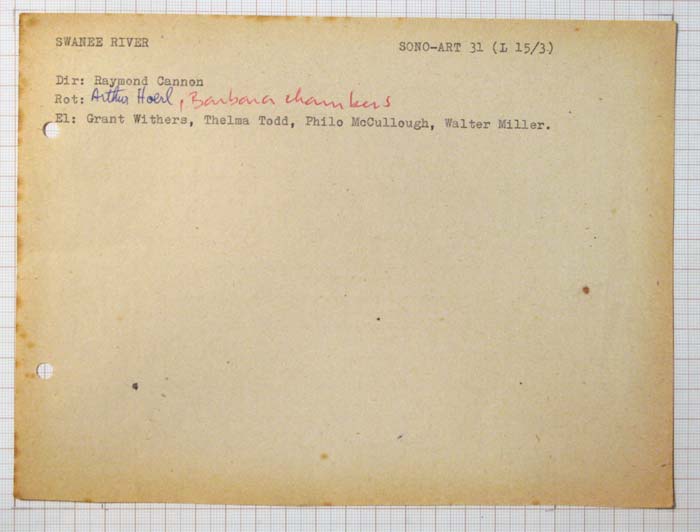 SWANEE RIVER
SONO-ART 31 (L 15/3)
Dir: Raymond Cannon
Rot: Arthur Hoerl, Barbara chambers
El: Grant Withers, Thelma Todd, Philo McCullough, Walter Miller.